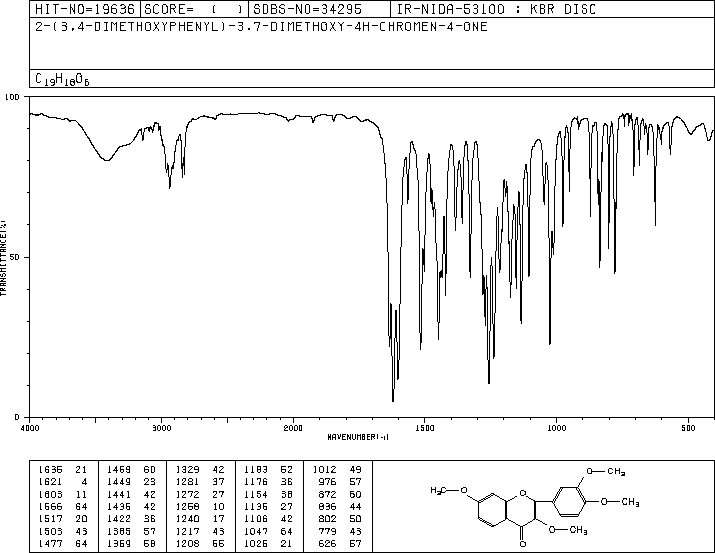 HIT-NO=19636 SCORE= ( ) SDBS-NO=34295 IR-NIDA-53100 : KBR DISC
2-(3,4-DIMETHOXYPHENYL)-3,7-DIMETHOXY-4H-CHROMEN-4-ONE
C19H18O6
100
50
0
TRANSMITTANCE(%)
4000 3000 2000 1500 1000 500
WAVENUMBER(-1)
1636 21 1469 60 1329 42 1183 52 1012 49
1621 4 1449 23 1281 37 1176 36 976 57
1603 11 1441 42 1272 27 1154 38 872 60
1566 64 1436 42 1258 10 1136 27 836 44
1517 20 1422 36 1240 17 1106 42 802 50
1503 43 1385 57 1217 43 1047 64 779 43
1477 64 1359 58 1208 55 1026 21 626 57
O—CH3
H3C—O
O
O—CH3
O—CH3
O